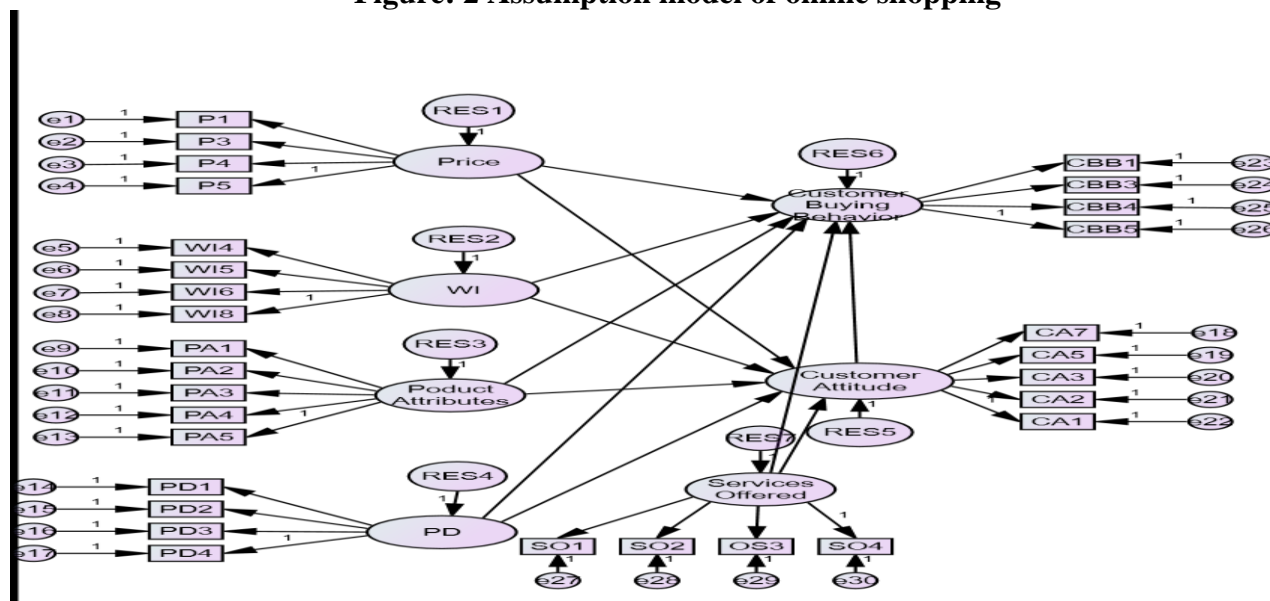 Figure: 2 Assumption model of online shopping
RES1
e1 1 P1
e2 1 P3
e3 1 P4
e4 1 P5
1
1
Price
RES6
1
Customer
Buying
Behavior
CBB1 1 e23
CBB3 1 e24
CBB4 1 e25
CBB5 1 e26
1
RES2
1
e5 1 WI4
e6 1 WI5
e7 1 WI6
e8 1 WI8
1
WI
RES3
1
e9 1 PA1
e10 1 PA2
e11 1 PA3
e12 1 PA4
e13 1 PA5
1
Poduct
Attributes
Customer
Attitude
CA7 1 e18
CA5 1 e19
CA3 1 e20
CA2 1 e21
CA1 1 e22
1
1
RES5
RES7
1
Services
Offered
RES4
1
e14 1 PD1
e15 1 PD2
e16 1 PD3
e17 1 PD4
1
PD
1
SO1 SO2 OS3 SO4
1 1 1 1
e27 e28 e29 e30